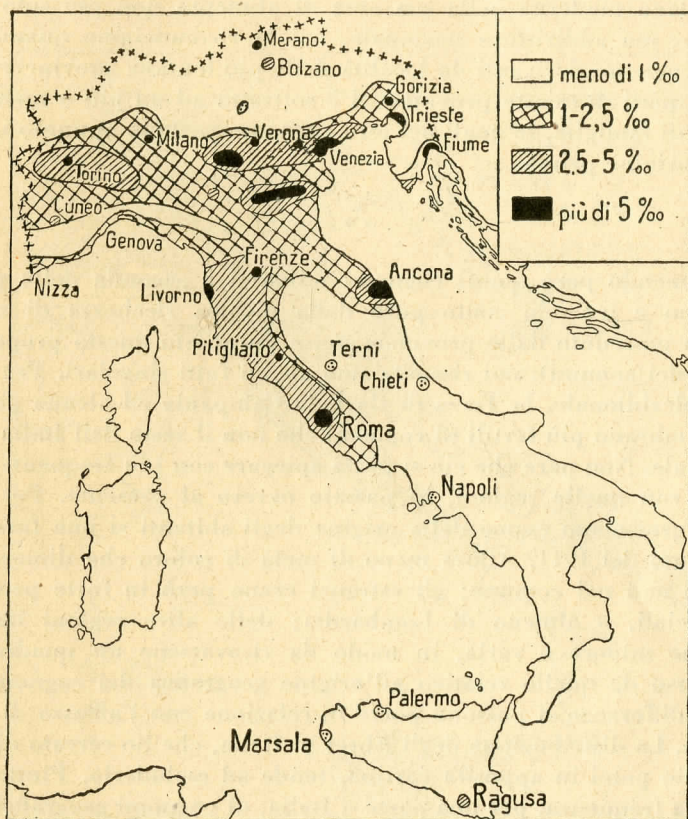 Merano
Bolzano
Gorizia
Trieste
Fiume
Milano
Verona
Venezia
Torino
Cuneo
Genova
Nizza
Firenze
Livorno
Ancona
Pitigliano
Terni
Chieti
Roma
Napoli
Palermo
Marsala
Ragusa
meno di 1 ‰
1-2,5 ‰
2,5-5 ‰
più di 5 ‰